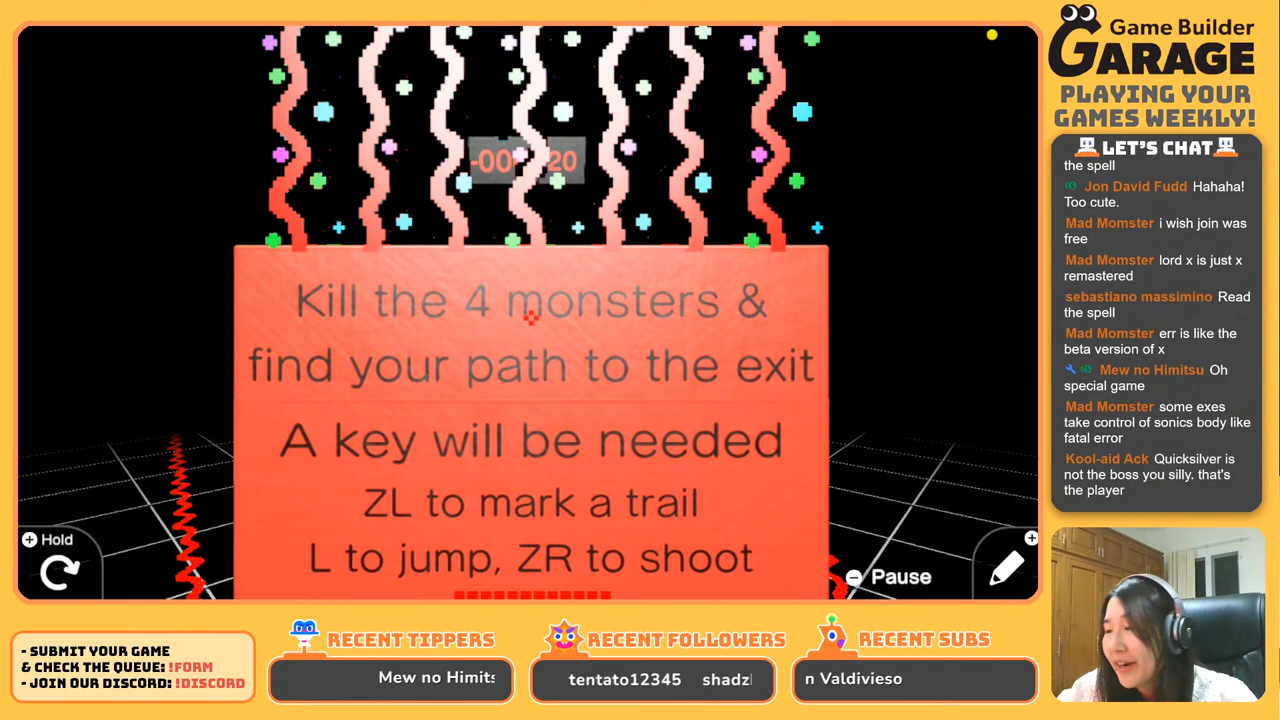 -00 20
Kill the 4 monsters &
find your path to the exit
A key will be needed
ZL to mark a trail
L to jump, ZR to shoot
Hold
Pause
Game Builder
GARAGE
PLAYING YOUR
GAMES WEEKLY!
LET'S CHAT
the spell
Jon David Fudd Hahaha!
Too cute.
Mad Momster i wish join was
free
Mad Momster lord x is just x
remastered
sebastiano massimino Read
the spell
Mad Momster err is like the
beta version of x
Mew no Himitsu Oh
special game
Mad Momster some exes
take control of sonics body like
fatal error
Kool-aid Ack Quicksilver is
not the boss you silly. that's
the player
- SUBMIT YOUR GAME
& CHECK THE QUEUE: !FORM
- JOIN OUR DISCORD: !DISCORD
RECENT TIPPERS
Mew no Himits
RECENT FOLLOWERS
tentato12345 shadz
RECENT SUBS
n Valdivieso